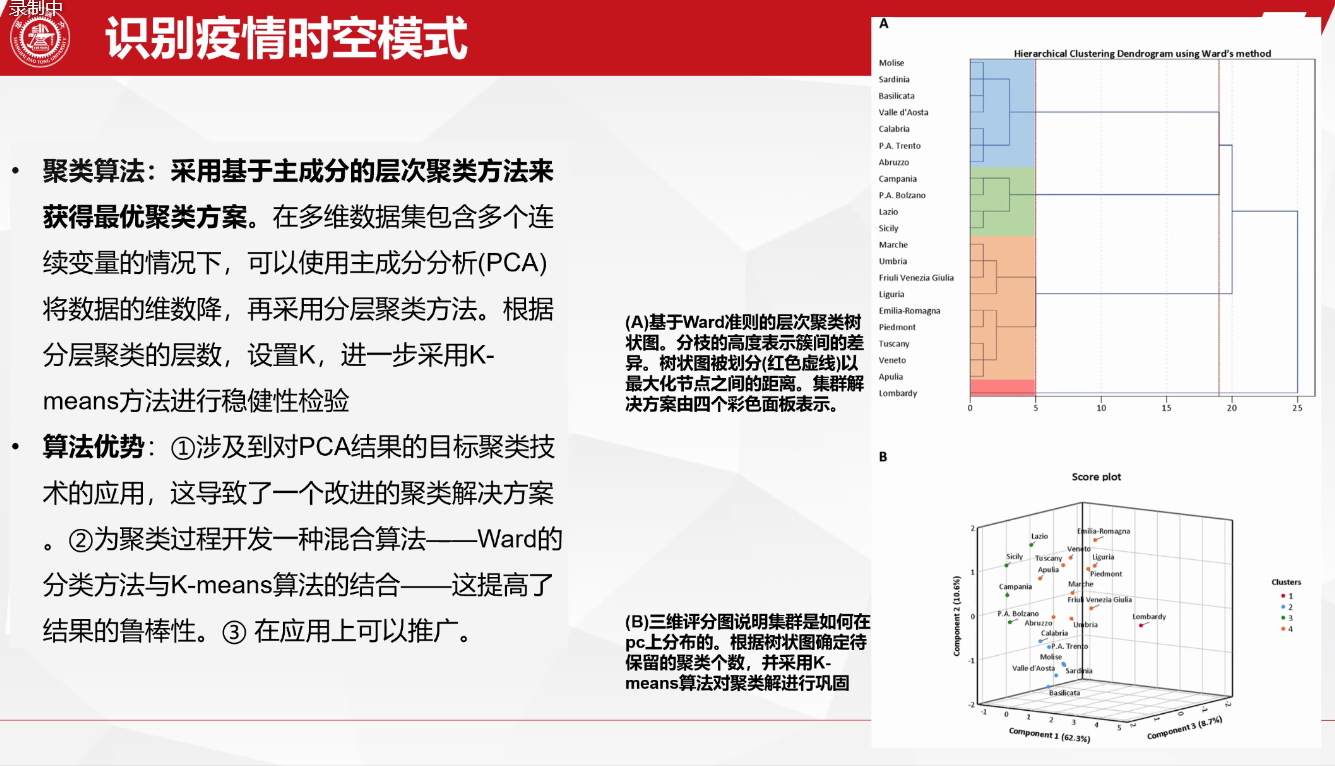 录制中
识别疫情时空模式
• 聚类算法：采用基于主成分的层次聚类方法来
获得最优聚类方案。在多维数据集包含多个连
续变量的情况下，可以使用主成分分析(PCA)
将数据的维数降，再采用分层聚类方法。根据
分层聚类的层数，设置K，进一步采用K-
means方法进行稳健性检验
• 算法优势：①涉及到对PCA结果的目标聚类技
术的应用，这导致了一个改进的聚类解决方案
。②为聚类过程开发一种混合算法——Ward的
分类方法与K-means算法的结合——这提高了
结果的鲁棒性。③ 在应用上可以推广。
(A)基于Ward准则的层次聚类树
状图。分枝的高度表示簇间的差
异。树状图被划分(红色虚线)以
最大化节点之间的距离。集群解
决方案由四个彩色面板表示。
(B)三维评分图说明集群是如何在
pc上分布的。根据树状图确定待
保留的聚类个数，并采用K-
means算法对聚类解进行巩固
A
Hierarchical Clustering Dendrogram using Ward's method
Molise
Sardinia
Basilicata
Valle d'Aosta
Calabria
P.A. Trento
Abruzzo
Campania
P.A. Bolzano
Lazio
Sicily
Marche
Umbria
Friuli Venezia Giulia
Liguria
Emilia-Romagna
Piedmont
Tuscany
Veneto
Apulia
Lombardy
0 5 10 15 20 25
B
Score plot
Component 2 (10.6%)
2
1
0
-1
-2
Emilia-Romagna
Lazio
Veneto
Sicily
Tuscany
Liguria
Apulia
Piedmont
Campania
Marche
Friuli Venezia Giulia
P.A. Bolzano
Abruzzo
Umbria
Lombardy
Calabria
P.A. Trento
Molise
Valle d'Aosta
Sardinia
Basilicata
-1 0 1 2 3 4 5
Component 1 (62.3%)
2 1 0 -1 -2
Component 3 (8.7%)
Clusters
1
2
3
4